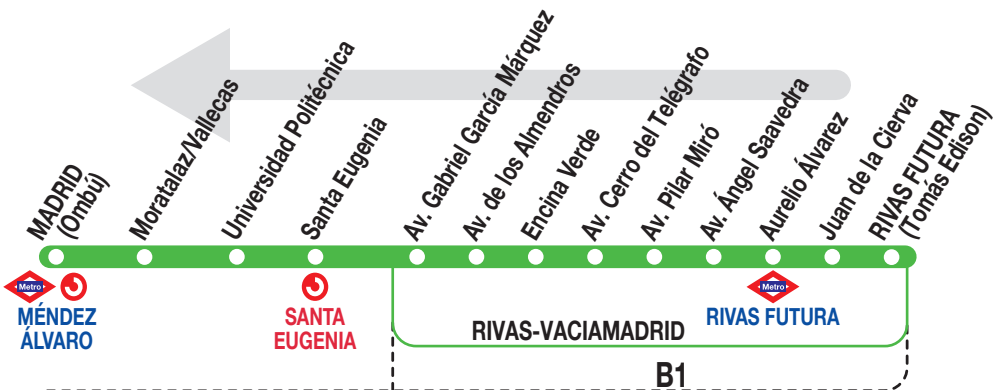 MADRID
(Ombú)
Moratalaz/Vallecas
Universidad Politécnica
Santa Eugenia
Av. Gabriel García Márquez
Av. de los Almendros
Encina Verde
Av. Cerro del Telégrafo
Av. Pilar Miró
Av. Ángel Saavedra
Aurelio Álvarez
Juan de la Cierva
RIVAS FUTURA
(Tomás Edison)
Metro
MÉNDEZ
ÁLVARO
SANTA
EUGENIA
Metro
RIVAS FUTURA
RIVAS-VACIAMADRID
B1